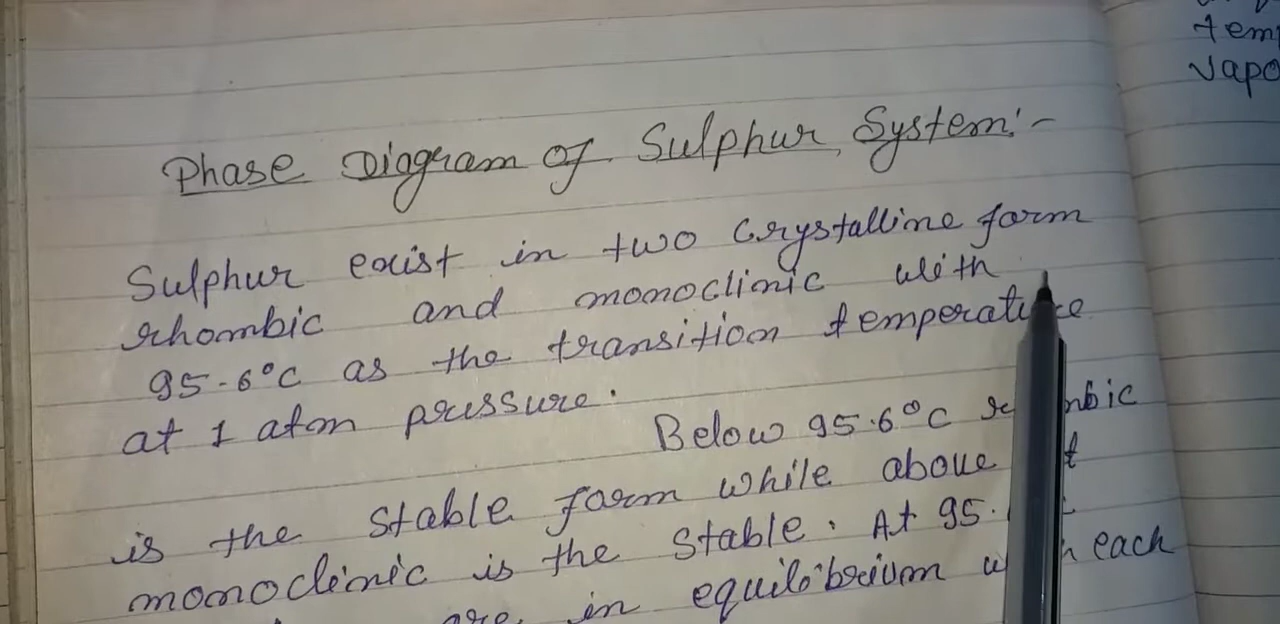 Phase Diagram of Sulphur System:-
Sulphur exist in two Crystalline form
rhombic and monoclinic with
95.6°C as the transition temperature
at 1 atm pressure.
Below 95.6°C
is the stable form while above
monoclinic is the stable. At 95.
are in equilibrium each